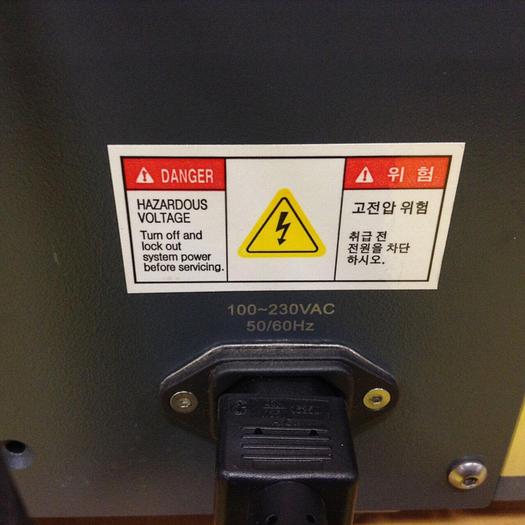 DANGER
HAZARDOUS
VOLTAGE
Turn off and
lock out
system power
before servicing.
위 험
고전압 위험
취급 전
전원을 차단
하시오.
100~230VAC
50/60Hz